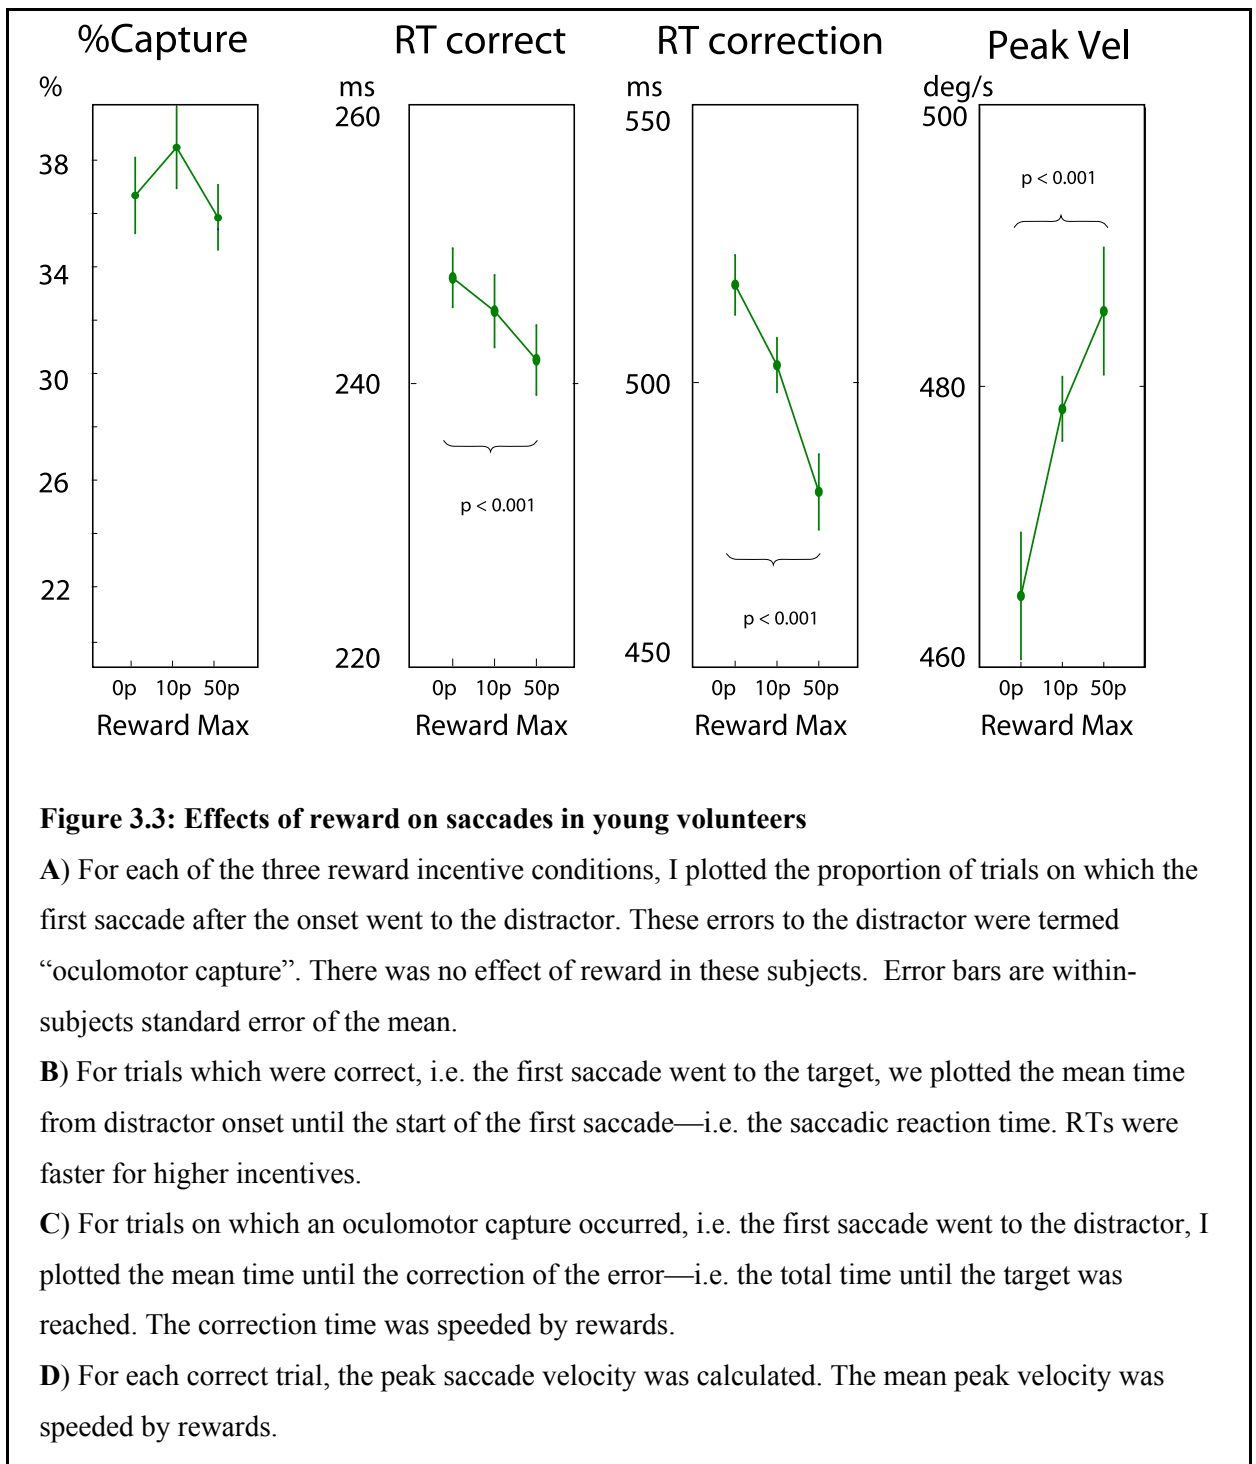 %Capture RT correct RT correction Peak Vel
% ms ms deg/s
260 550 500
38
p < 0.001
34
30 240 500 480
26
p < 0.001
22
p < 0.001
220 450 460
0p 10p 50p 0p 10p 50p 0p 10p 50p 0p 10p 50p
Reward Max Reward Max Reward Max Reward Max
Figure 3.3: Effects of reward on saccades in young volunteers
A) For each of the three reward incentive conditions, I plotted the proportion of trials on which the
first saccade after the onset went to the distractor. These errors to the distractor were termed
“oculomotor capture”. There was no effect of reward in these subjects.  Error bars are within-
subjects standard error of the mean.
B) For trials which were correct, i.e. the first saccade went to the target, we plotted the mean time
from distractor onset until the start of the first saccade—i.e. the saccadic reaction time. RTs were
faster for higher incentives.
C) For trials on which an oculomotor capture occurred, i.e. the first saccade went to the distractor, I
plotted the mean time until the correction of the error—i.e. the total time until the target was
reached. The correction time was speeded by rewards.
D) For each correct trial, the peak saccade velocity was calculated. The mean peak velocity was
speeded by rewards.